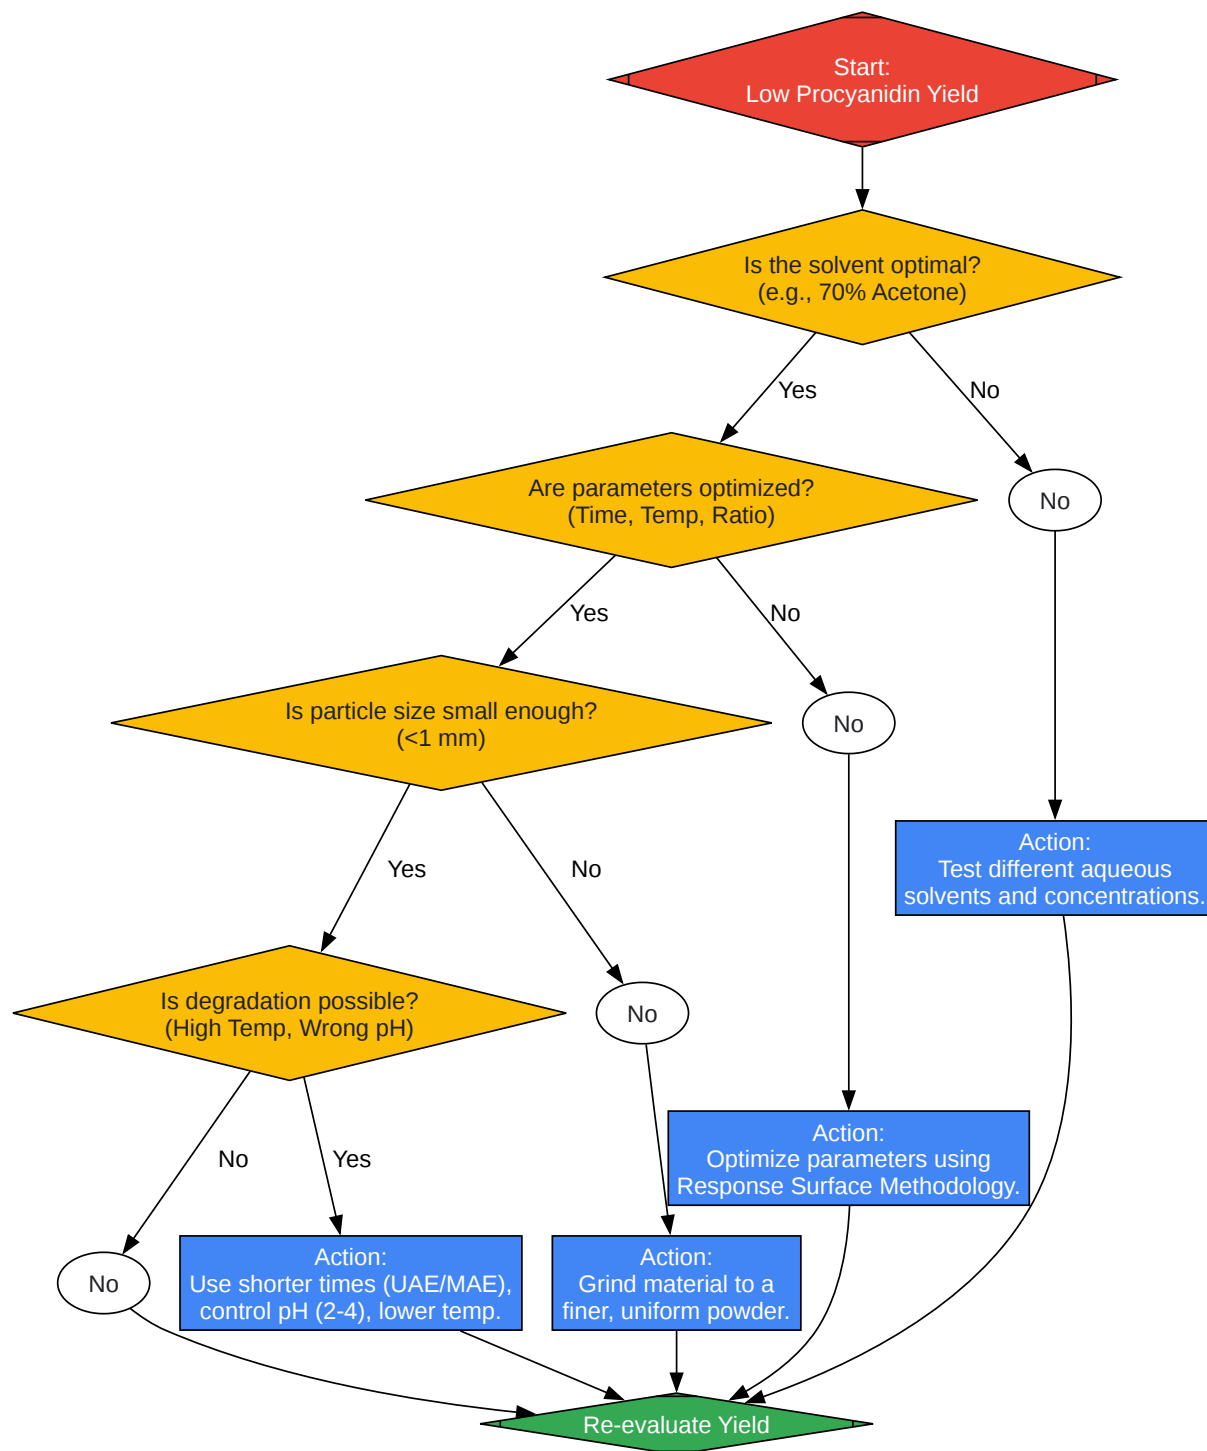 Start:
Low Procyanidin Yield
Is the solvent optimal?
(e.g., 70% Acetone)
Yes
No
Are parameters optimized?
(Time, Temp, Ratio)
No
Yes
No
Is particle size small enough?
(<1 mm)
No
Action:
Test different aqueous
solvents and concentrations.
Yes
No
Is degradation possible?
(High Temp, Wrong pH)
No
Action:
Optimize parameters using
Response Surface Methodology.
No
Yes
No
Action:
Use shorter times (UAE/MAE),
control pH (2-4), lower temp.
Action:
Grind material to a
finer, uniform powder.
Re-evaluate Yield